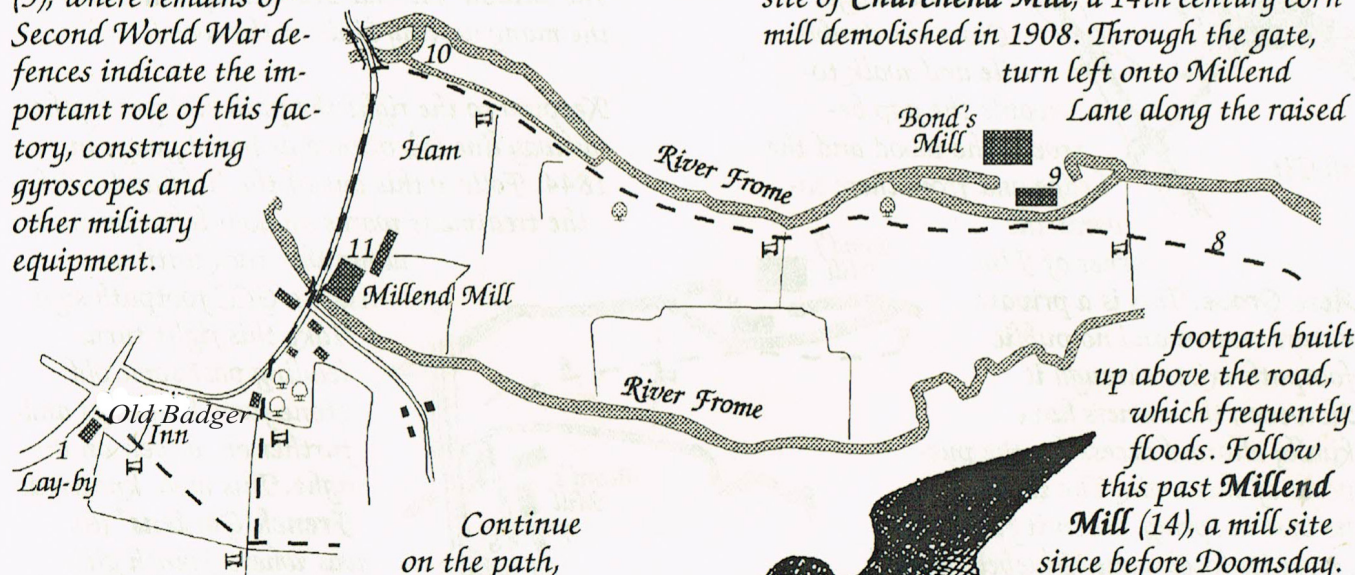 (9), where remains of
Second World War de-
fences indicate the im-
portant role of this fac-
tory, constructing
gyroscopes and
other military
equipment.
site of Churchend Mill, a 14th century corn
mill demolished in 1908. Through the gate,
turn left onto Millend
Lane along the raised
footpath built
up above the road,
which frequently
floods. Follow
this past Millend
Mill (14), a mill site
since before Doomsday.
10
Ham
River Frome
Bond's
Mill
9
8
11
Millend Mill
River Frome
Old Badger
Inn
1
Lay-by
Continue
on the path,